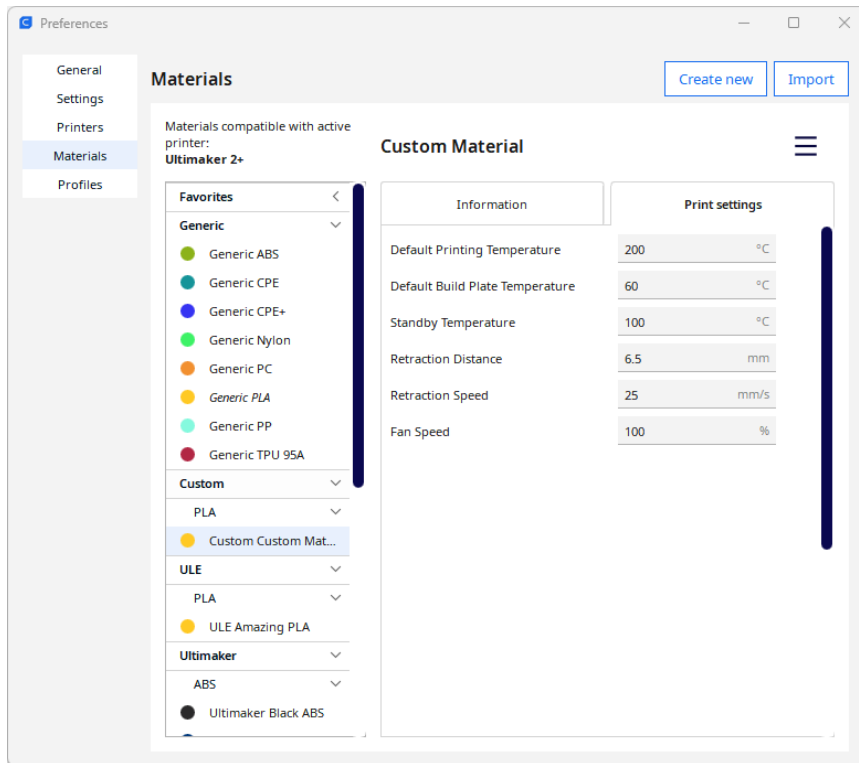 Preferences
General
Settings
Printers
Materials
Profiles
Materials
Create new
Import
Materials compatible with active
printer:
Ultimaker 2+
Favorites
Generic
Generic ABS
Generic CPE
Generic CPE+
Generic Nylon
Generic PC
Generic PLA
Generic PP
Generic TPU 95A
Custom
PLA
Custom Custom Mat...
ULE
PLA
ULE Amazing PLA
Ultimaker
ABS
Ultimaker Black ABS
Custom Material
Information
Print settings
Default Printing Temperature 200 °C
Default Build Plate Temperature 60 °C
Standby Temperature 100 °C
Retraction Distance 6.5 mm
Retraction Speed 25 mm/s
Fan Speed 100 %